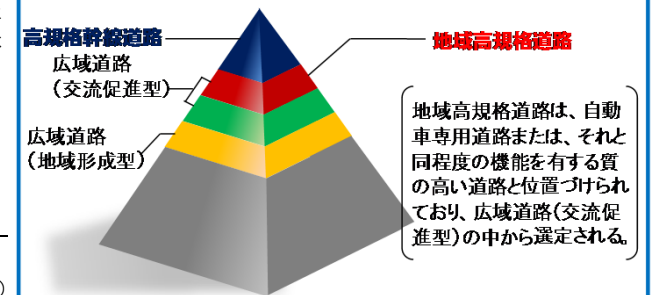 高規格幹線道路
地域高規格道路
広域道路
（交流促進型）
広域道路
（地域形成型）
地域高規格道路は、自動
車専用道路または、それと
同程度の機能を有する質
の高い道路と位置づけられ
ており、広域道路（交流促
進型）の中から選定される。